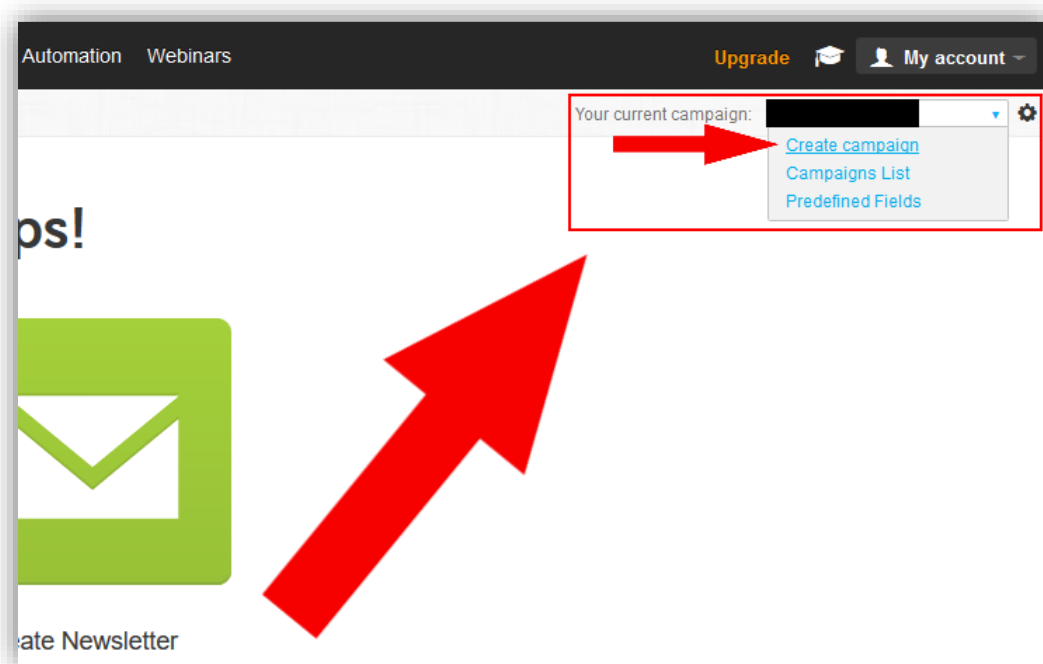 Automation Webinars Upgrade My account
Your current campaign:
Create campaign
Campaigns List
Predefined Fields
ps!
eate Newsletter